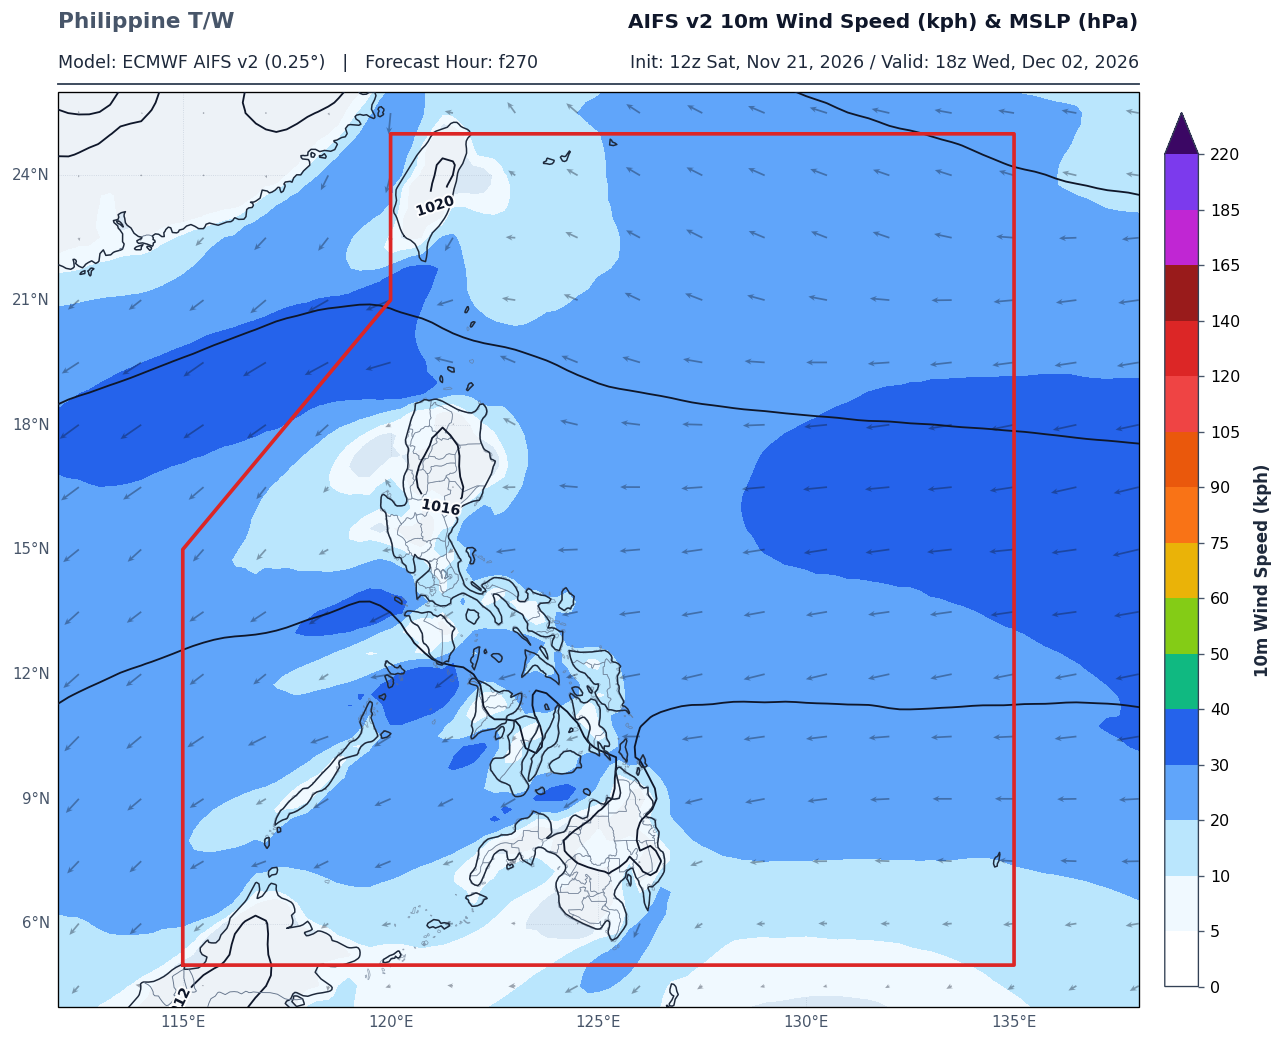 Philippine T/W
AIFS v2 10m Wind Speed (kph) & MSLP (hPa)
Model: ECMWF AIFS v2 (0.25°) | Forecast Hour: f270
Init: 12z Sat, Nov 21, 2026 / Valid: 18z Wed, Dec 02, 2026
24°N
21°N
18°N
15°N
12°N
9°N
6°N
1020
1016
12
115°E
120°E
125°E
130°E
135°E
220
185
165
140
120
105
90
75
60
50
40
30
20
10
5
0
10m Wind Speed (kph)